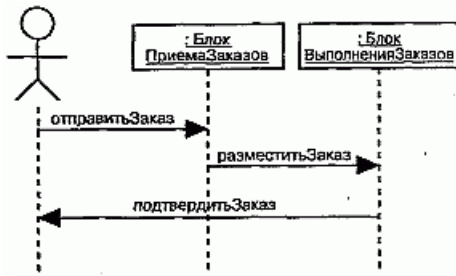 : Блок
ПриемаЗаказов
: Блок
ВыполненияЗаказов
отправитьЗаказ
разместитьЗаказ
подтвердитьЗаказ